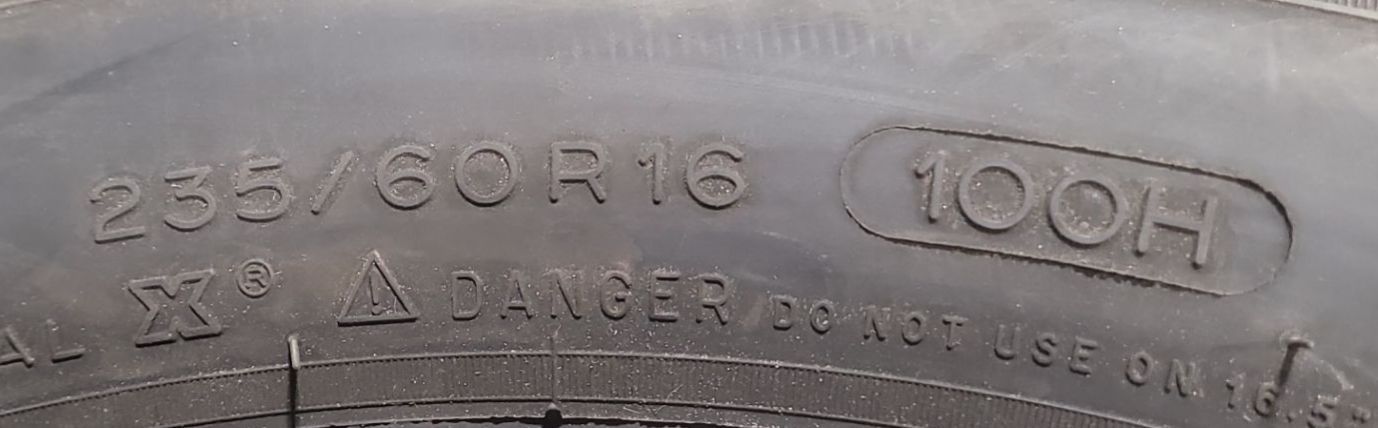 235/60R16 100H
AL X® ⚠ DANGER DO NOT USE ON 16.5"